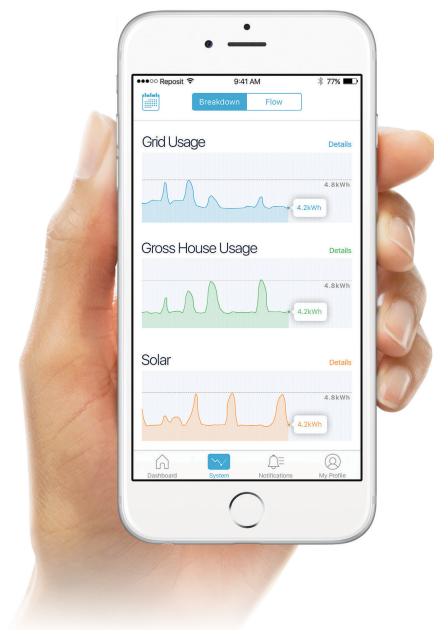 Reposit 9:41 AM 77%
Breakdown Flow
Grid Usage Details
4.8kWh
4.2kWh
Gross House Usage Details
4.8kWh
4.2kWh
Solar Details
4.8kWh
4.2kWh
Dashboard System Notifications My Profile